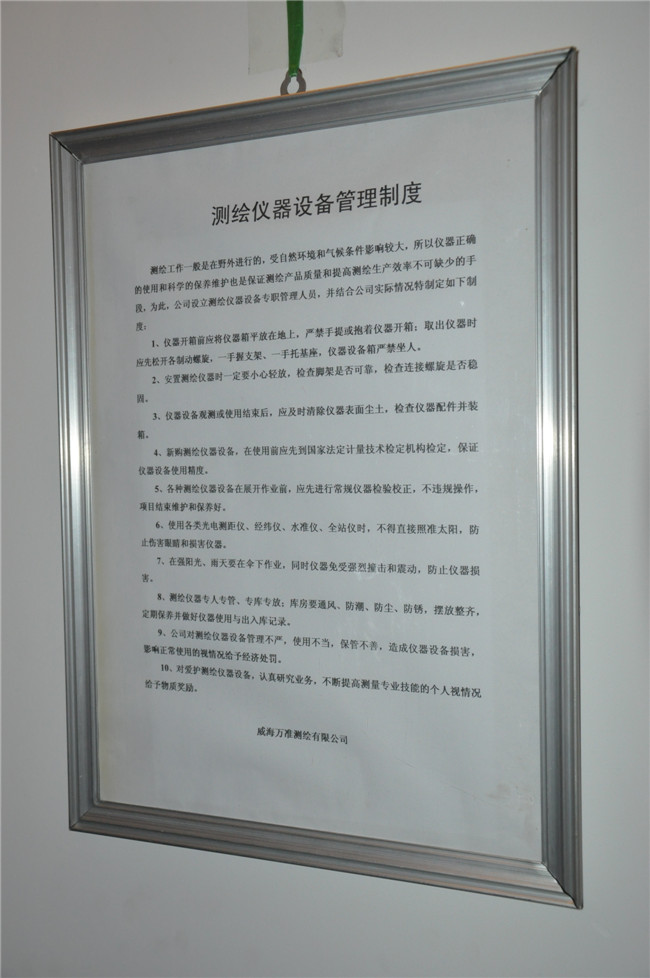 测绘仪器设备管理制度
测绘工作一般是在野外进行的，受自然环境和气候条件影响较大，所以仪器正确
的使用和科学的保养维护也是保证测绘产品质量和提高测绘生产效率不可缺少的手
段，为此，公司设立测绘仪器设备专职管理人员，并结合公司实际情况特制定如下制
度：
1、仪器开箱前应将仪器箱平放在地上，严禁手提或抱着仪器开箱；取出仪器时
应先松开各制动螺旋，一手握支架、一手托基座，仪器设备箱严禁坐人。
2、安置测绘仪器时一定要小心轻放，检查脚架是否可靠，检查连接螺旋是否稳
固。
3、仪器设备观测或使用结束后，应及时清除仪器表面尘土，检查仪器配件并装
箱。
4、新购测绘仪器设备，在使用前应先到国家法定计量技术检定机构检定，保证
仪器设备使用精度。
5、各种测绘仪器设备在展开作业前，应先进行常规仪器检验校正，不违规操作，
项目结束维护和保养好。
6、使用各类光电测距仪、经纬仪、水准仪、全站仪时，不得直接照准太阳，防
止伤害眼睛和损害仪器。
7、在强阳光、雨天要在伞下作业，同时仪器免受强烈撞击和震动，防止仪器损
害。
8、测绘仪器专人专管、专库专放；库房要通风、防潮、防尘、防锈，摆放整齐，
定期保养并做好仪器使用与出入库记录。
9、公司对测绘仪器设备管理不严，使用不当，保管不善，造成仪器设备损害，
影响正常使用的视情况给予经济处罚。
10、对爱护测绘仪器设备，认真研究业务，不断提高测量专业技能的个人视情况
给予物质奖励。
威海万准测绘有限公司